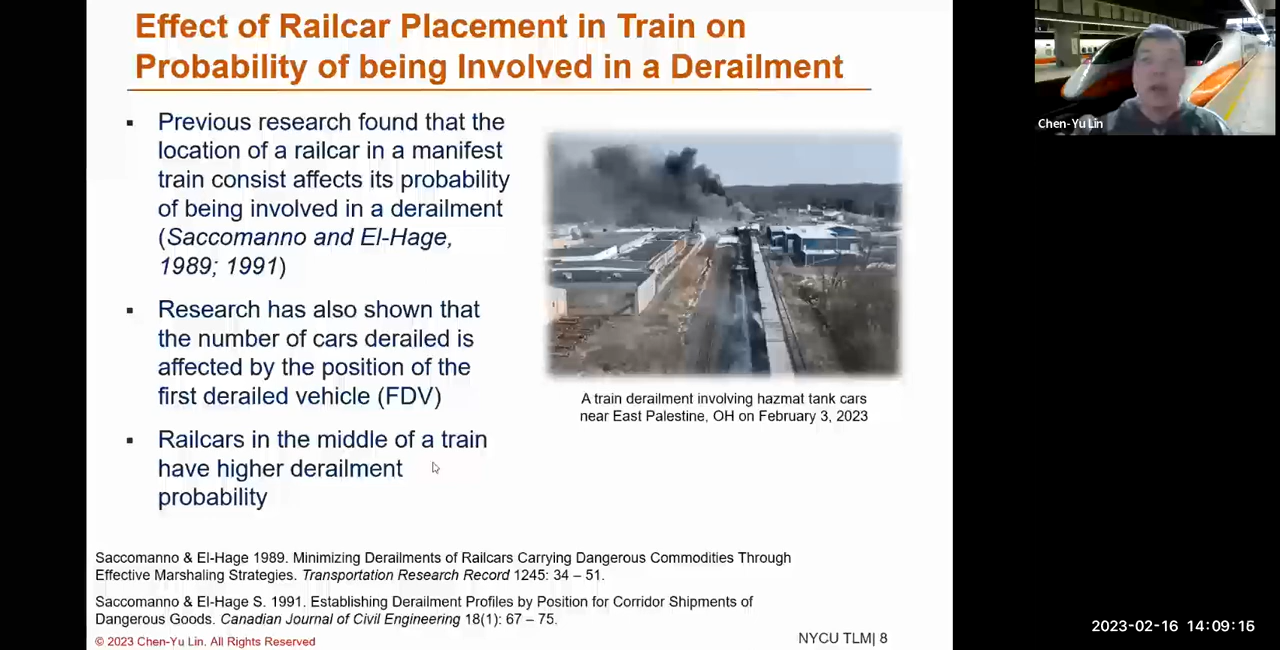 Effect of Railcar Placement in Train on
Probability of being Involved in a Derailment
▪ Previous research found that the
location of a railcar in a manifest
train consist affects its probability
of being involved in a derailment
(Saccomanno and El-Hage,
1989; 1991)
▪ Research has also shown that
the number of cars derailed is
affected by the position of the
first derailed vehicle (FDV)
▪ Railcars in the middle of a train
have higher derailment
probability
A train derailment involving hazmat tank cars
near East Palestine, OH on February 3, 2023
Saccomanno & El-Hage 1989. Minimizing Derailments of Railcars Carrying Dangerous Commodities Through
Effective Marshaling Strategies. Transportation Research Record 1245: 34 – 51.
Saccomanno & El-Hage S. 1991. Establishing Derailment Profiles by Position for Corridor Shipments of
Dangerous Goods. Canadian Journal of Civil Engineering 18(1): 67 – 75.
© 2023 Chen-Yu Lin. All Rights Reserved
NYCU TLM| 8
Chen-Yu Lin
2023-02-16 14:09:16